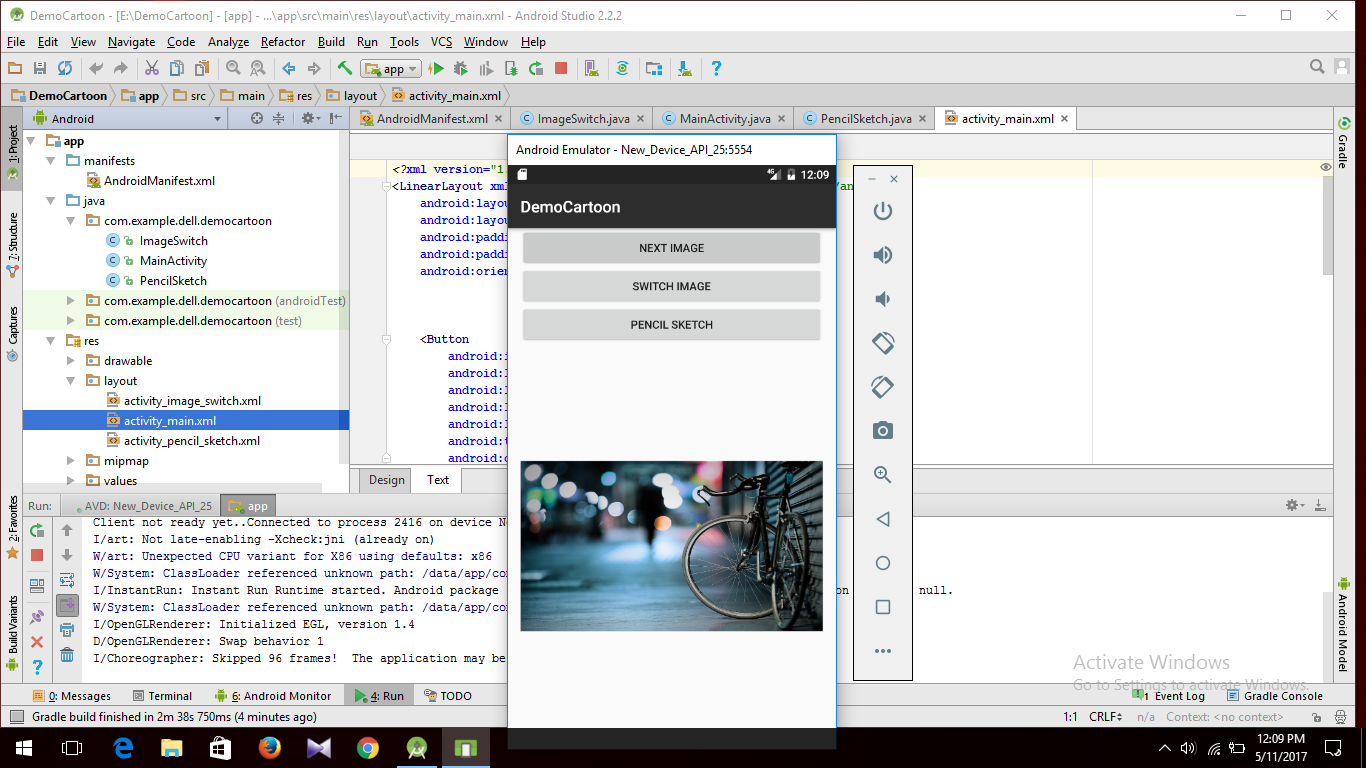 DemoCartoon - [E:\DemoCartoon] - [app] - ...\app\src\main\res\layout\activity_main.xml - Android Studio 2.2.2
File Edit View Navigate Code Analyze Refactor Build Run Tools VCS Window Help
app
DemoCartoon app src main res layout activity_main.xml
Android
AndroidManifest.xml ImageSwitch.java MainActivity.java PencilSketch.java activity_main.xml
1: Project
7: Structure
Captures
2: Favorites
Build Variants
app
manifests
AndroidManifest.xml
java
com.example.dell.democartoon
ImageSwitch
MainActivity
PencilSketch
com.example.dell.democartoon (androidTest)
com.example.dell.democartoon (test)
res
drawable
layout
activity_image_switch.xml
activity_main.xml
activity_pencil_sketch.xml
mipmap
values
<?xml version="1
<LinearLayout xm
/an
android:layou
android:layou
android:paddi
android:paddi
android:orien
<Button
android:i
android:l
android:l
android:l
android:l
android:t
android:o
Design Text
Android Emulator - New_Device_API_25:5554
4G 12:09
DemoCartoon
NEXT IMAGE
SWITCH IMAGE
PENCIL SKETCH
Gradle
Android Model
Run: AVD: New_Device_API_25 app
Client not ready yet..Connected to process 2416 on device Ne
I/art: Not late-enabling -Xcheck:jni (already on)
W/art: Unexpected CPU variant for X86 using defaults: x86
W/System: ClassLoader referenced unknown path: /data/app/co
I/InstantRun: Instant Run Runtime started. Android package on null.
W/System: ClassLoader referenced unknown path: /data/app/co
I/OpenGLRenderer: Initialized EGL, version 1.4
D/OpenGLRenderer: Swap behavior 1
I/Choreographer: Skipped 96 frames!  The application may be
Activate Windows
Go to Settings to activate Windows.
0: Messages Terminal 6: Android Monitor 4: Run TODO 1 Event Log Gradle Console
Gradle build finished in 2m 38s 750ms (4 minutes ago) 1:1 CRLF n/a Context: <no context>
12:09 PM
5/11/2017